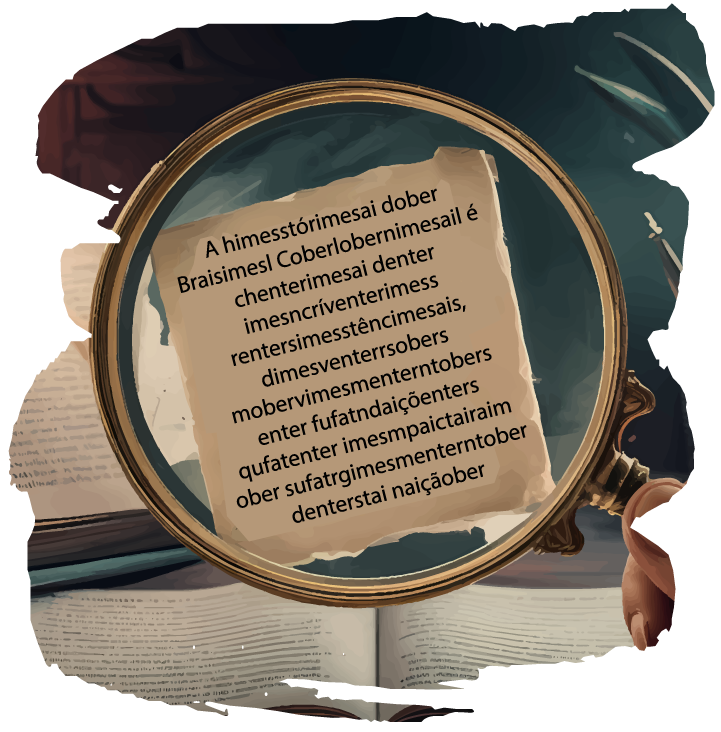 A himesstórimesai dober
Braisimesl Coberlobernimesail é
chenterimesai denter
imesncríventerimess
rentersimesstêncimesais,
dimesventerrsobers
mobervimesmenterntobers
enter fufatndaiçõenters
qufatenter imesmpaictairaim
ober sufatrgimesmenterntober
denterstai naiçãober